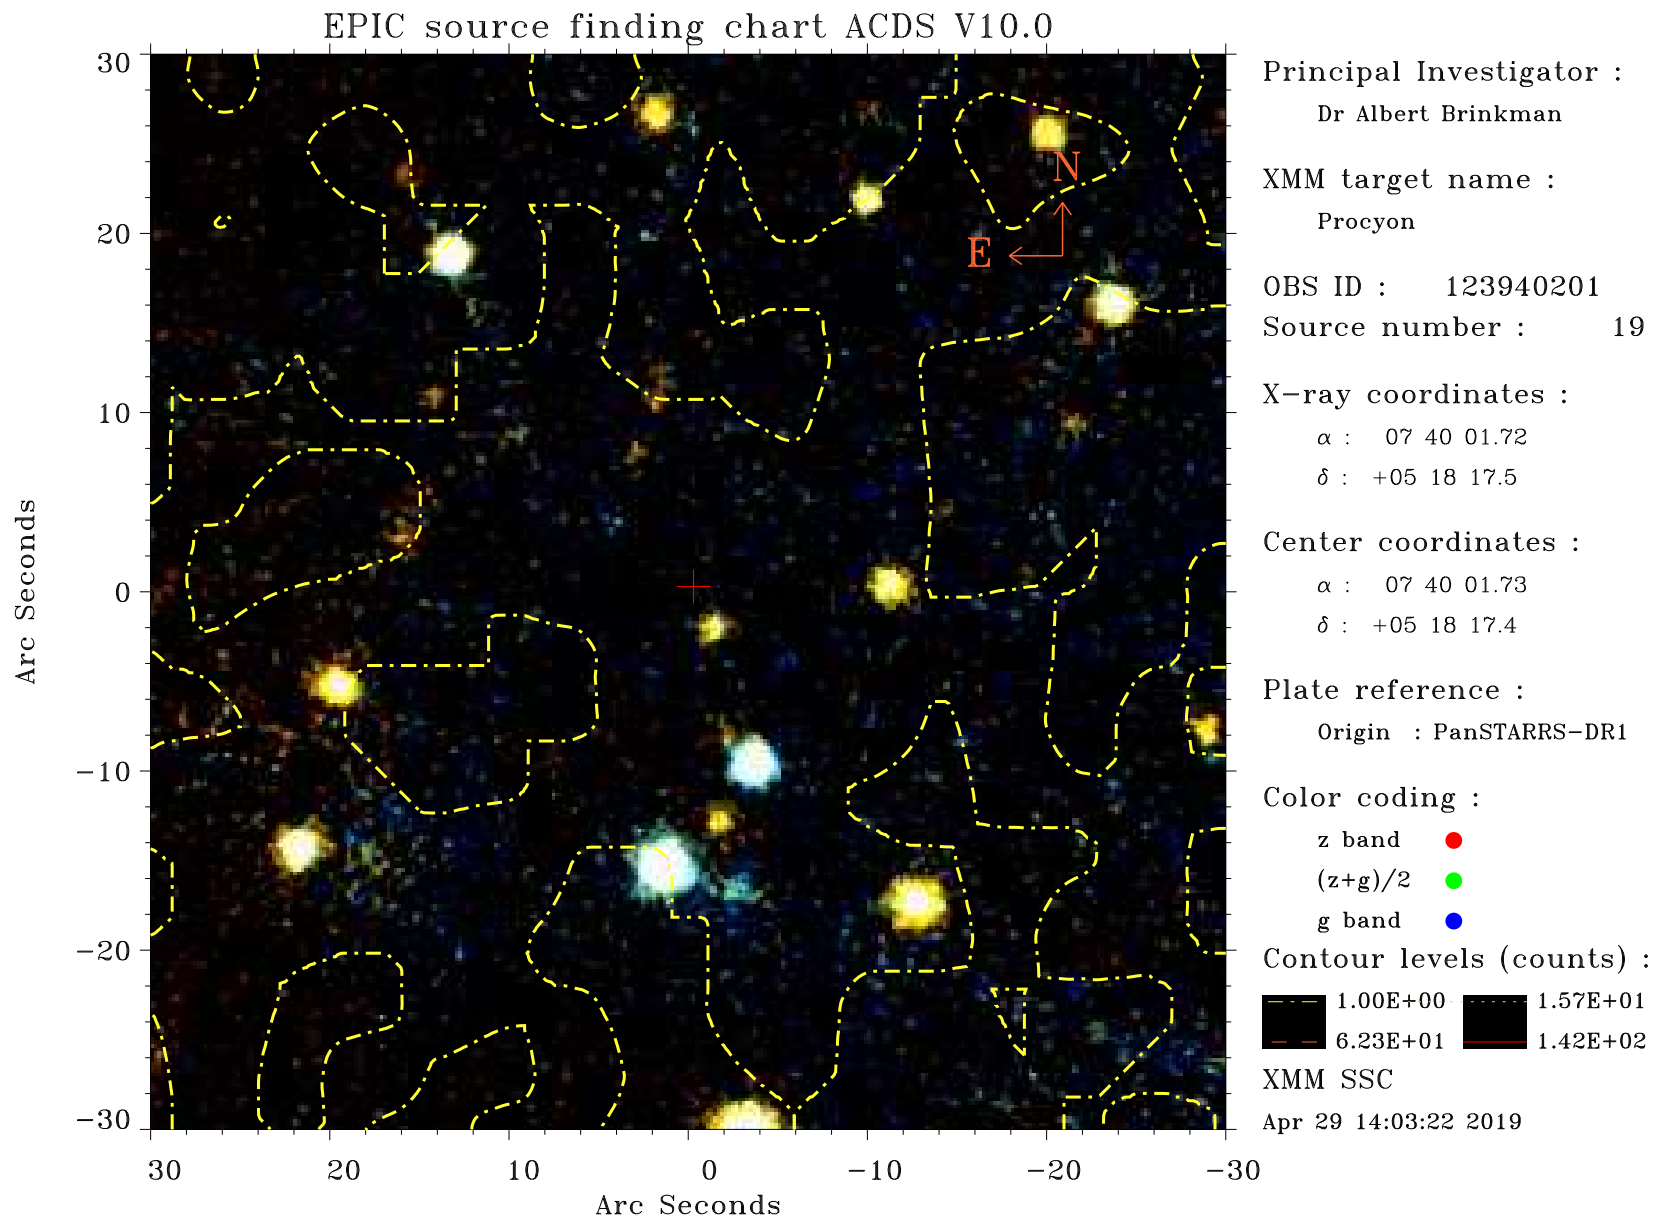 EPIC source finding chart ACDS V10.0
30
20
10
0
-10
-20
-30
Arc Seconds
30
20
10
0
-10
-20
-30
Arc Seconds
N
E
Principal Investigator :
Dr Albert Brinkman
XMM target name :
Procyon
OBS ID : 123940201
Source number : 19
X-ray coordinates :
α : 07 40 01.72
δ : +05 18 17.5
Center coordinates :
α : 07 40 01.73
δ : +05 18 17.4
Plate reference :
Origin : PanSTARRS-DR1
Color coding :
z band
(z+g)/2
g band
Contour levels (counts) :
1.00E+00 1.57E+01
6.23E+01 1.42E+02
XMM SSC
Apr 29 14:03:22 2019